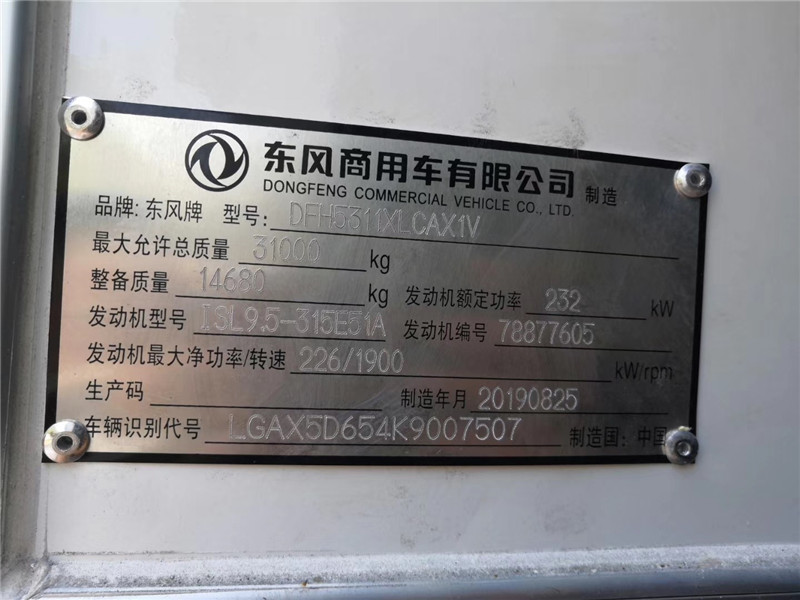 东风商用车有限公司 制造
DONGFENG COMMERCIAL VEHICLE CO., LTD.
品牌: 东风牌 型号: DFH5311XLCAX1V
最大允许总质量 31000 kg
整备质量 14680 kg 发动机额定功率 232 kW
发动机型号 ISL9.5-315E51A 发动机编号 78877605
发动机最大净功率/转速 226/1900 kW/rpm
生产码 制造年月 20190825
车辆识别代号 LGAX5D654K9007507 制造国: 中国